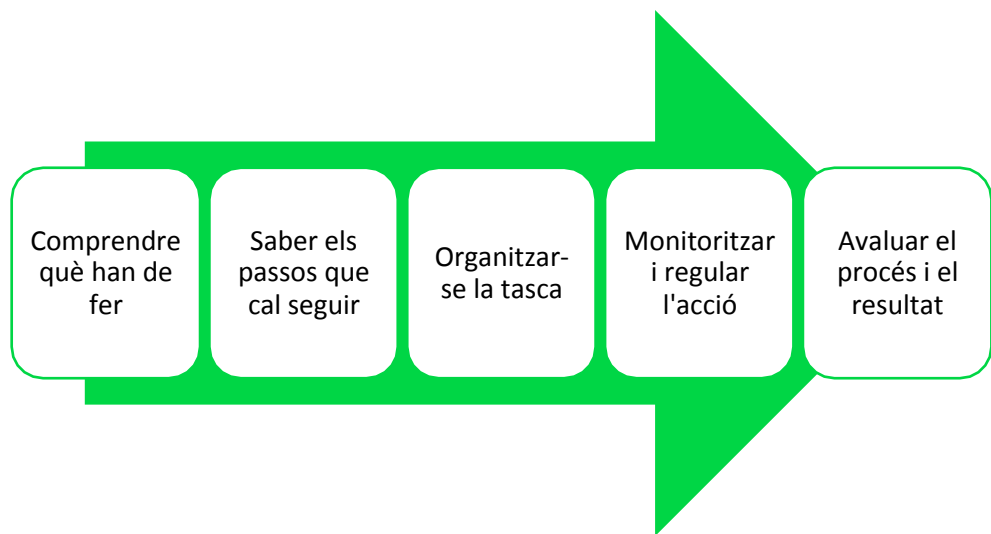 Comprendre
què han de
fer
Saber els
passos que
cal seguir
Organitzar-
se la tasca
Monitoritzar
i regular
l'acció
Avaluar el
procés i el
resultat